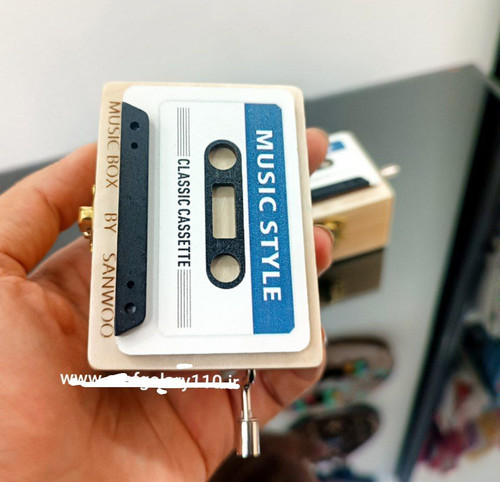 MUSIC BOX BY SANWOO
CLASSIC CASSETTE
MUSIC STYLE